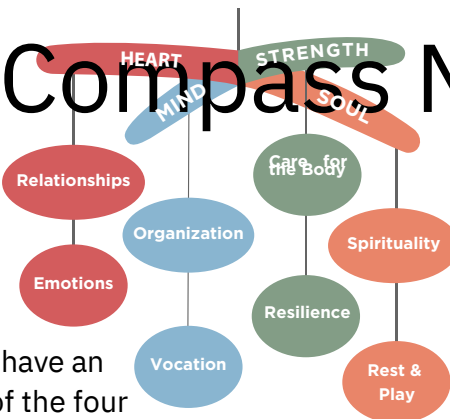 Compass N
HEART
STRENGTH
MIND
SOUL
Care for
the Body
Relationships
Organization
Spirituality
Emotions
Resilience
Vocation
Rest &
Play
have an
of the four